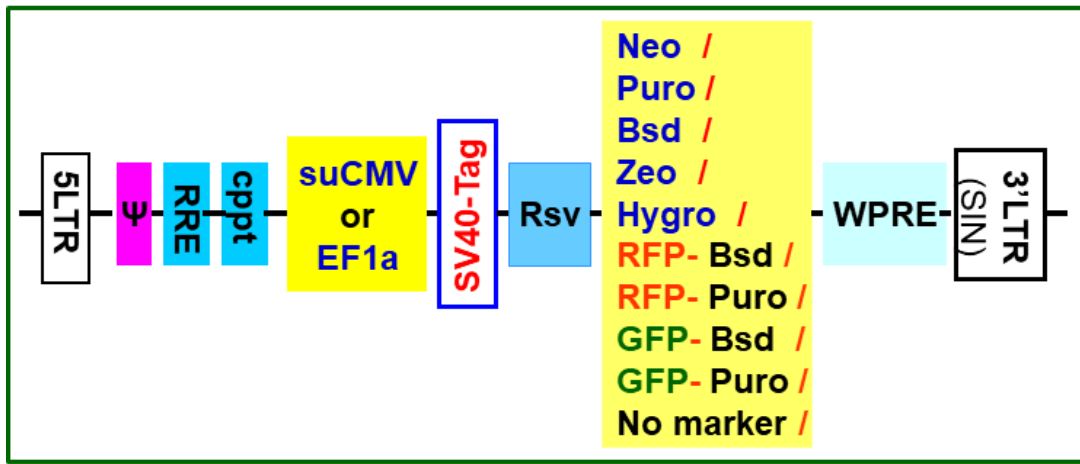 5LTR
Ψ
RRE
cppt
suCMV
or
EF1a
SV40-Tag
Rsv
Neo /
Puro /
Bsd /
Zeo /
Hygro /
RFP- Bsd /
RFP- Puro /
GFP- Bsd /
GFP- Puro /
No marker /
WPRE
3'LTR
(SIN)